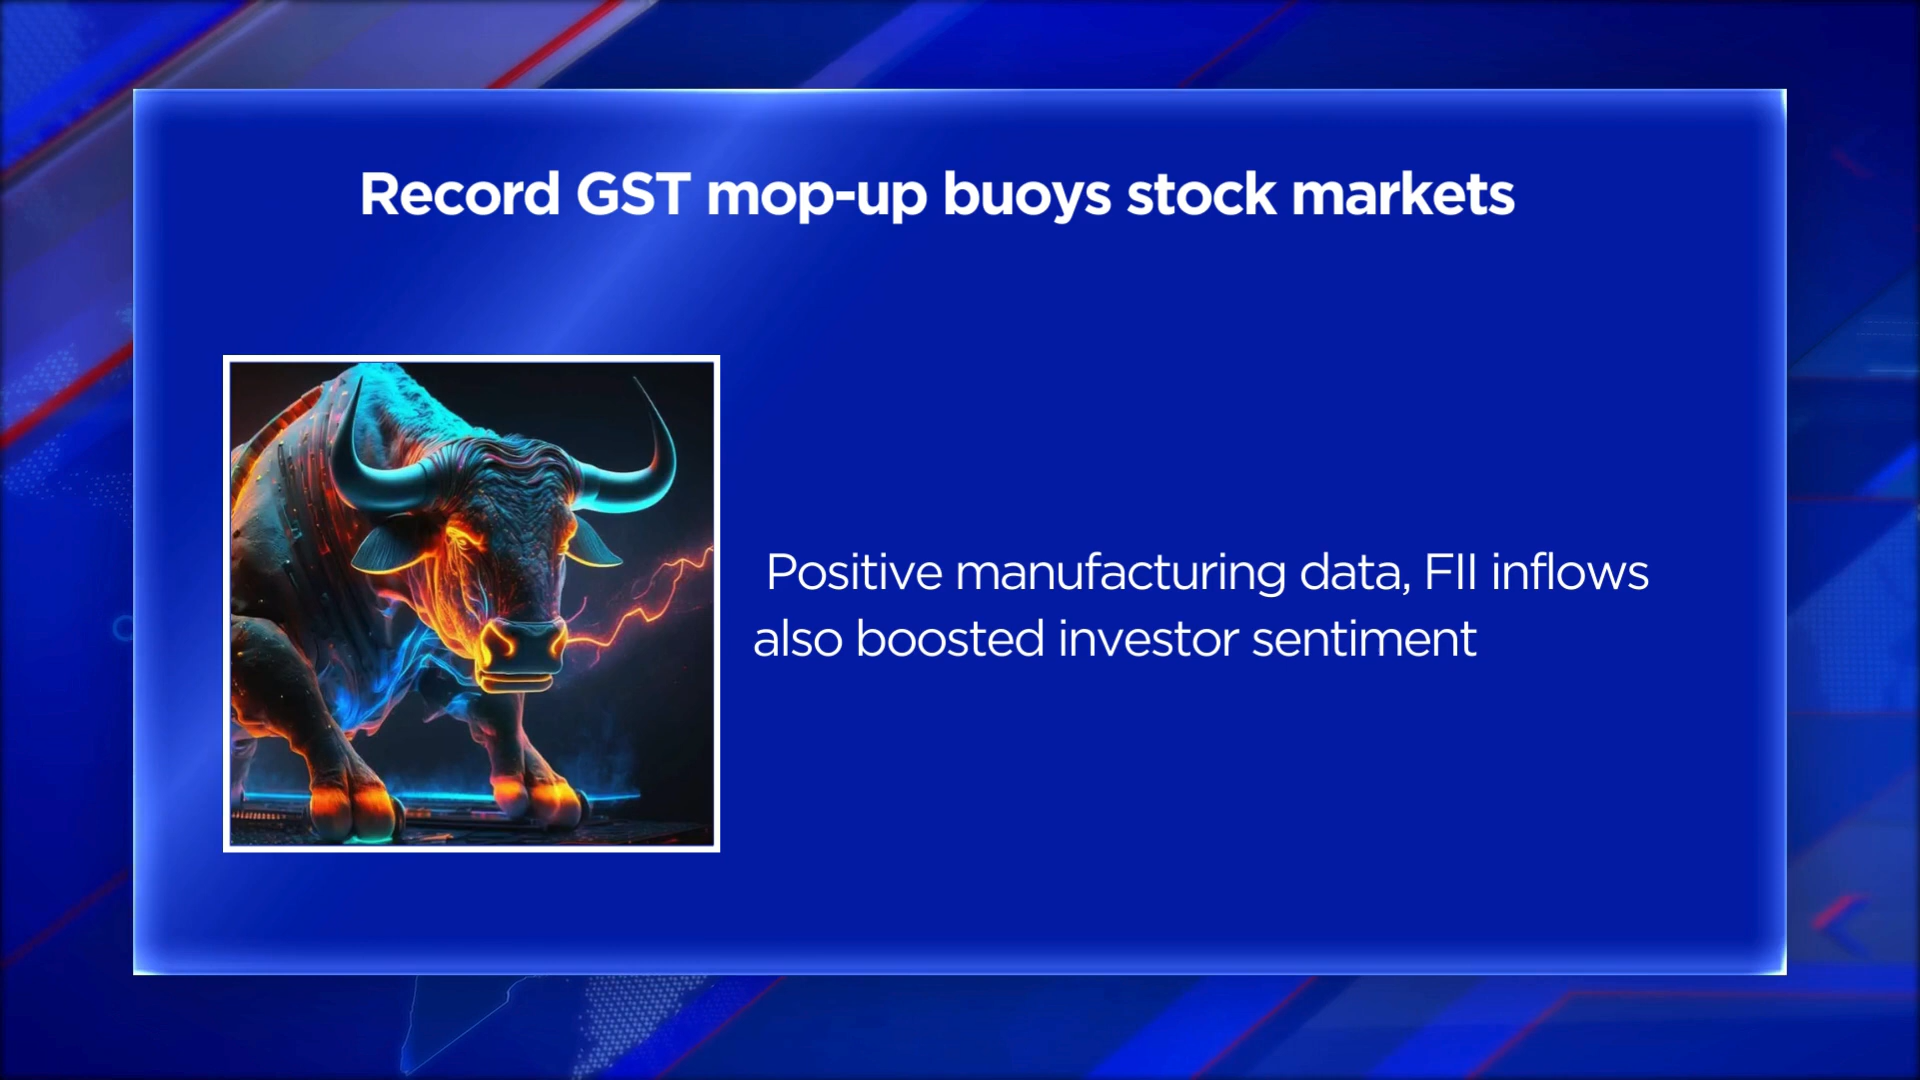 Record GST mop-up buoys stock markets
Positive manufacturing data, FII inflows
also boosted investor sentiment